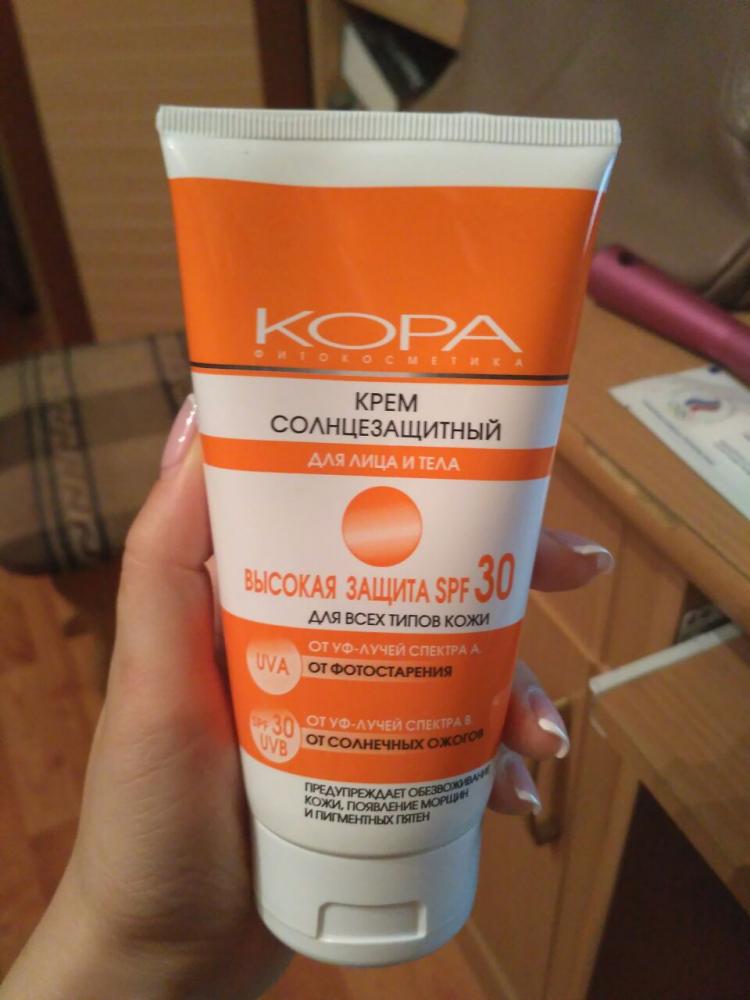 КОРА
ФИТОКОСМЕТИКА
КРЕМ
СОЛНЦЕЗАЩИТНЫЙ
ДЛЯ ЛИЦА И ТЕЛА
ВЫСОКАЯ ЗАЩИТА SPF 30
ДЛЯ ВСЕХ ТИПОВ КОЖИ
UVA
ОТ УФ-ЛУЧЕЙ СПЕКТРА А.
ОТ ФОТОСТАРЕНИЯ
SPF 30
UVB
ОТ УФ-ЛУЧЕЙ СПЕКТРА В.
ОТ СОЛНЕЧНЫХ ОЖОГОВ
ПРЕДУПРЕЖДАЕТ ОБЕЗВОЖИВАНИЕ
КОЖИ, ПОЯВЛЕНИЕ МОРЩИН
И ПИГМЕНТНЫХ ПЯТЕН